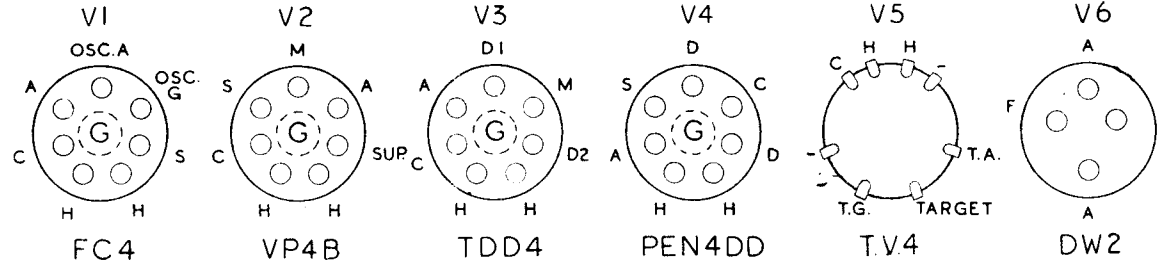 V1 V2 V3 V4 V5 V6
OSC.A M D1 D H H A
A OSC. G S A A M S C C - F
G G G G
C S C SUP. C D2 A D - T.A.
H H H H H H H H T.G. TARGET A
FC4 VP4B TDD4 PEN4DD T.V.4 DW2